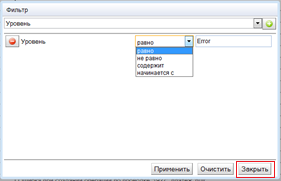 Фильтр
Уровень
Уровень равно Error
равно
не равно
содержит
начинается с
Применить Очистить Закрыть